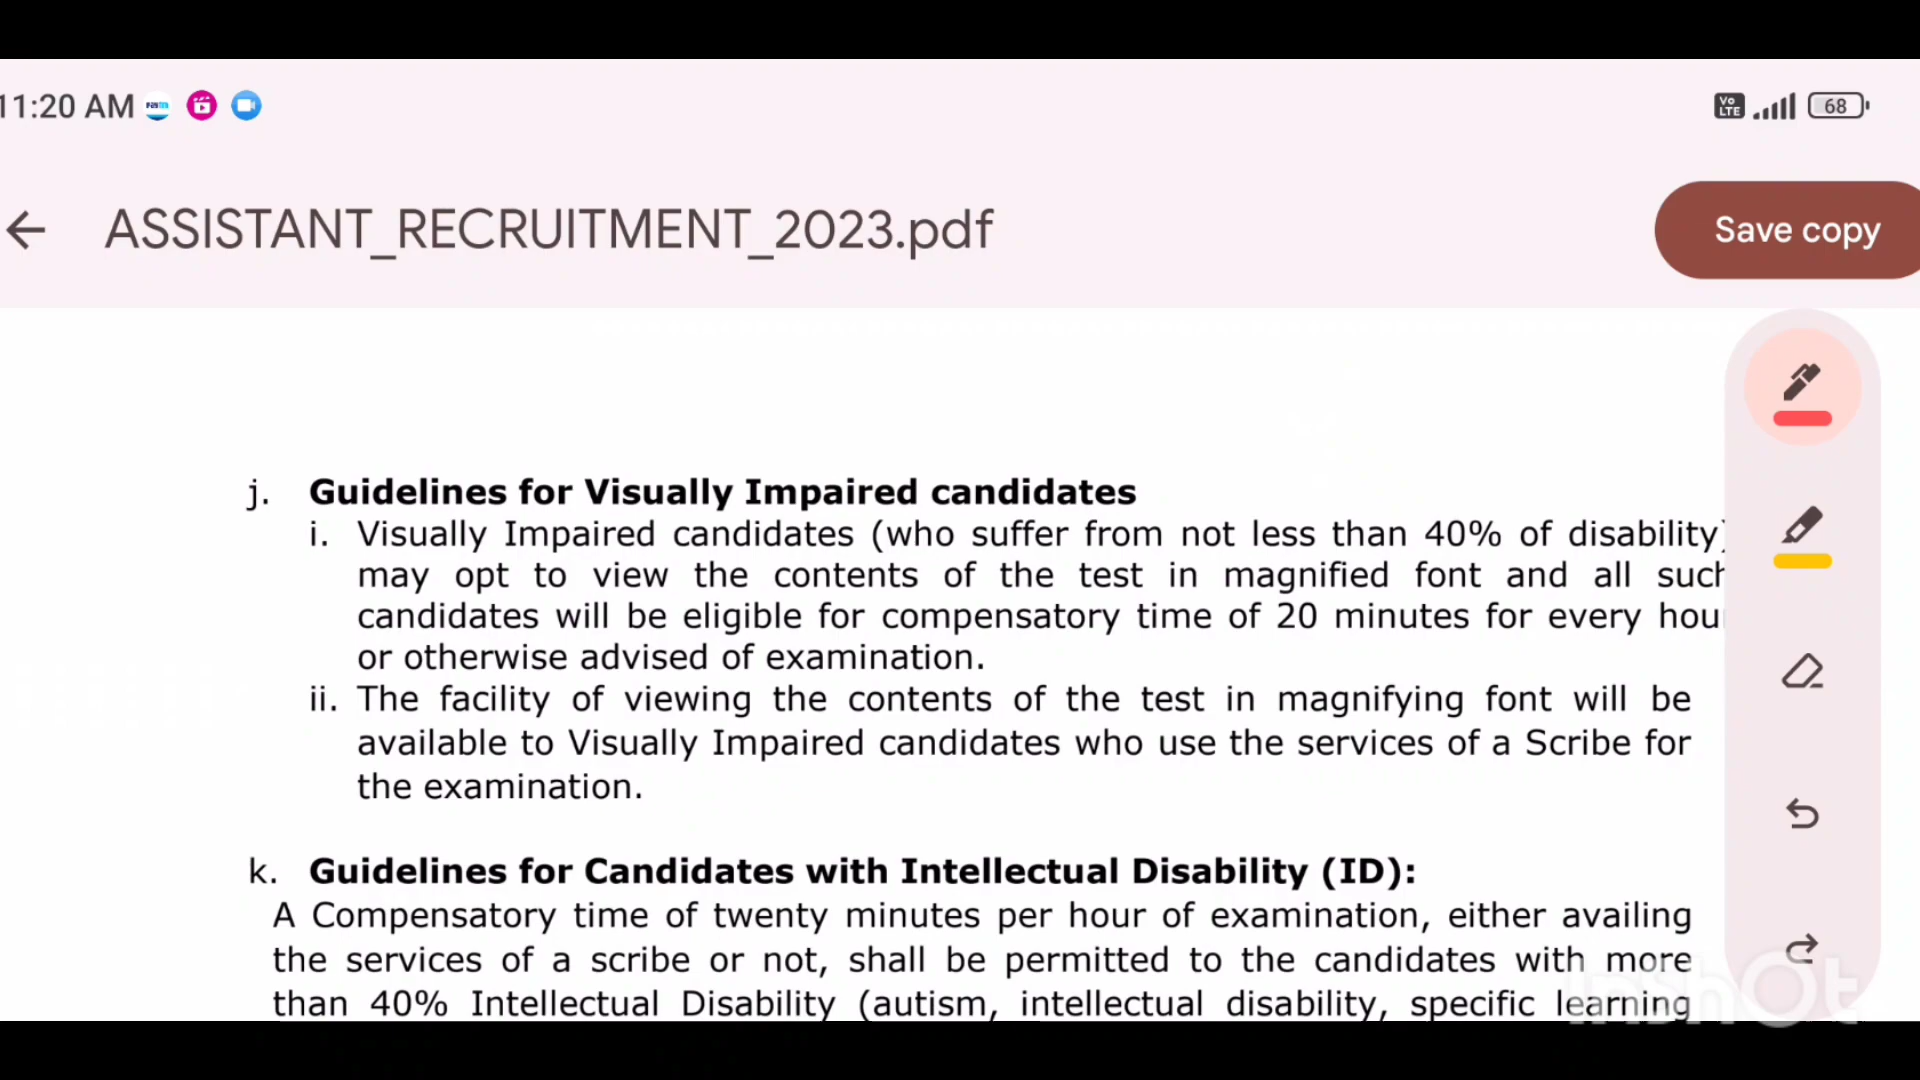 11:20 AM
Vo LTE
68
ASSISTANT_RECRUITMENT_2023.pdf
Save copy
j. Guidelines for Visually Impaired candidates
i. Visually Impaired candidates (who suffer from not less than 40% of disability)
may opt to view the contents of the test in magnified font and all such
candidates will be eligible for compensatory time of 20 minutes for every hour
or otherwise advised of examination.
ii. The facility of viewing the contents of the test in magnifying font will be
available to Visually Impaired candidates who use the services of a Scribe for
the examination.
k. Guidelines for Candidates with Intellectual Disability (ID):
A Compensatory time of twenty minutes per hour of examination, either availing
the services of a scribe or not, shall be permitted to the candidates with more
than 40% Intellectual Disability (autism, intellectual disability, specific learning
InShOt